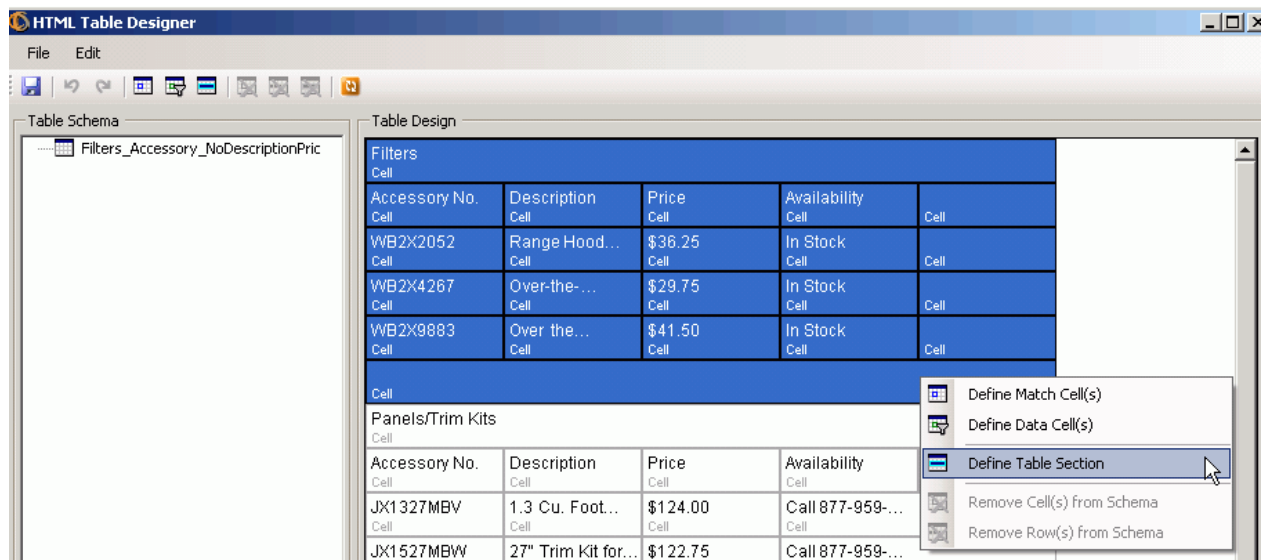 HTML Table Designer
File Edit
Table Schema
Filters_Accessory_NoDescriptionPric
Table Design
Filters
Cell
Accessory No. Description Price Availability
Cell Cell Cell Cell Cell
WB2X2052 Range Hood... $36.25 In Stock
Cell Cell Cell Cell Cell
WB2X4267 Over-the-... $29.75 In Stock
Cell Cell Cell Cell Cell
WB2X9883 Over the... $41.50 In Stock
Cell Cell Cell Cell Cell
Cell
Panels/Trim Kits
Cell
Accessory No. Description Price Availability
Cell Cell Cell Cell
JX1327MBV 1.3 Cu. Foot... $124.00 Call 877-959-...
Cell Cell Cell Cell
JX1527MBW 27" Trim Kit for... $122.75 Call 877-959-...
Define Match Cell(s)
Define Data Cell(s)
Define Table Section
Remove Cell(s) from Schema
Remove Row(s) from Schema